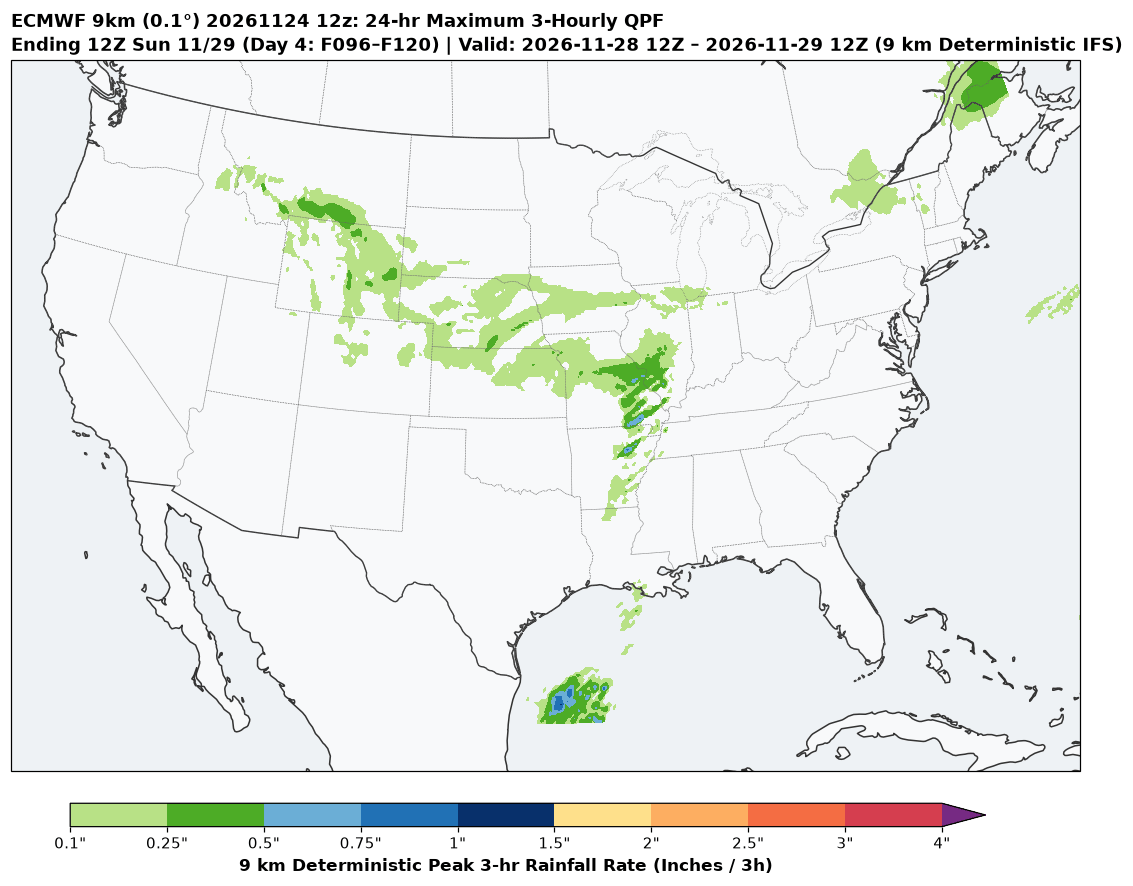 ECMWF 9km (0.1°) 20261124 12z: 24-hr Maximum 3-Hourly QPF
Ending 12Z Sun 11/29 (Day 4: F096–F120) | Valid: 2026-11-28 12Z – 2026-11-29 12Z (9 km Deterministic IFS)
0.1" 0.25" 0.5" 0.75" 1" 1.5" 2" 2.5" 3" 4"
9 km Deterministic Peak 3-hr Rainfall Rate (Inches / 3h)